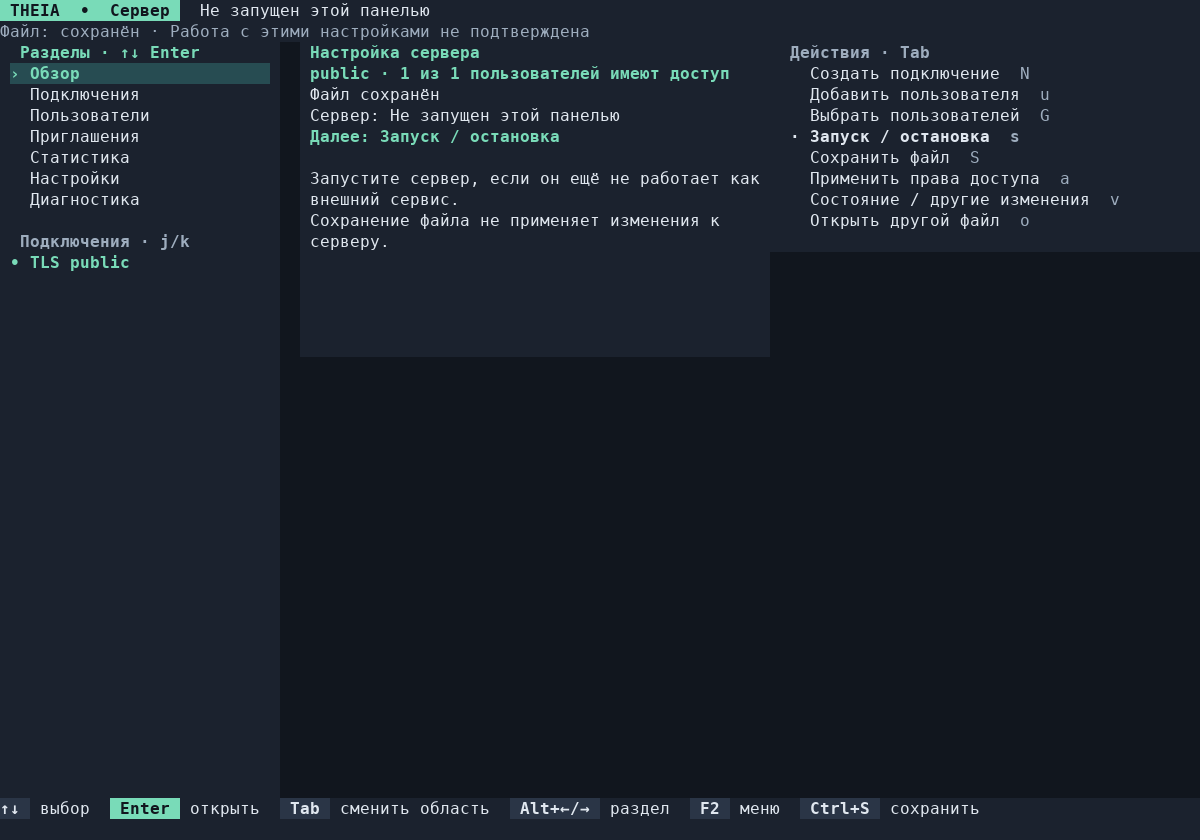 THEIA • Сервер Не запущен этой панелью
Файл: сохранён · Работа с этими настройками не подтверждена
Разделы · ↑↓ Enter
› Обзор
Подключения
Пользователи
Приглашения
Статистика
Настройки
Диагностика
Подключения · j/k
• TLS public
Настройка сервера
public · 1 из 1 пользователей имеют доступ
Файл сохранён
Сервер: Не запущен этой панелью
Далее: Запуск / остановка
Запустите сервер, если он ещё не работает как
внешний сервис.
Сохранение файла не применяет изменения к
серверу.
Действия · Tab
Создать подключение N
Добавить пользователя u
Выбрать пользователей G
· Запуск / остановка s
Сохранить файл S
Применить права доступа a
Состояние / другие изменения v
Открыть другой файл o
↑↓ выбор Enter открыть Tab сменить область Alt+←/→ раздел F2 меню Ctrl+S сохранить